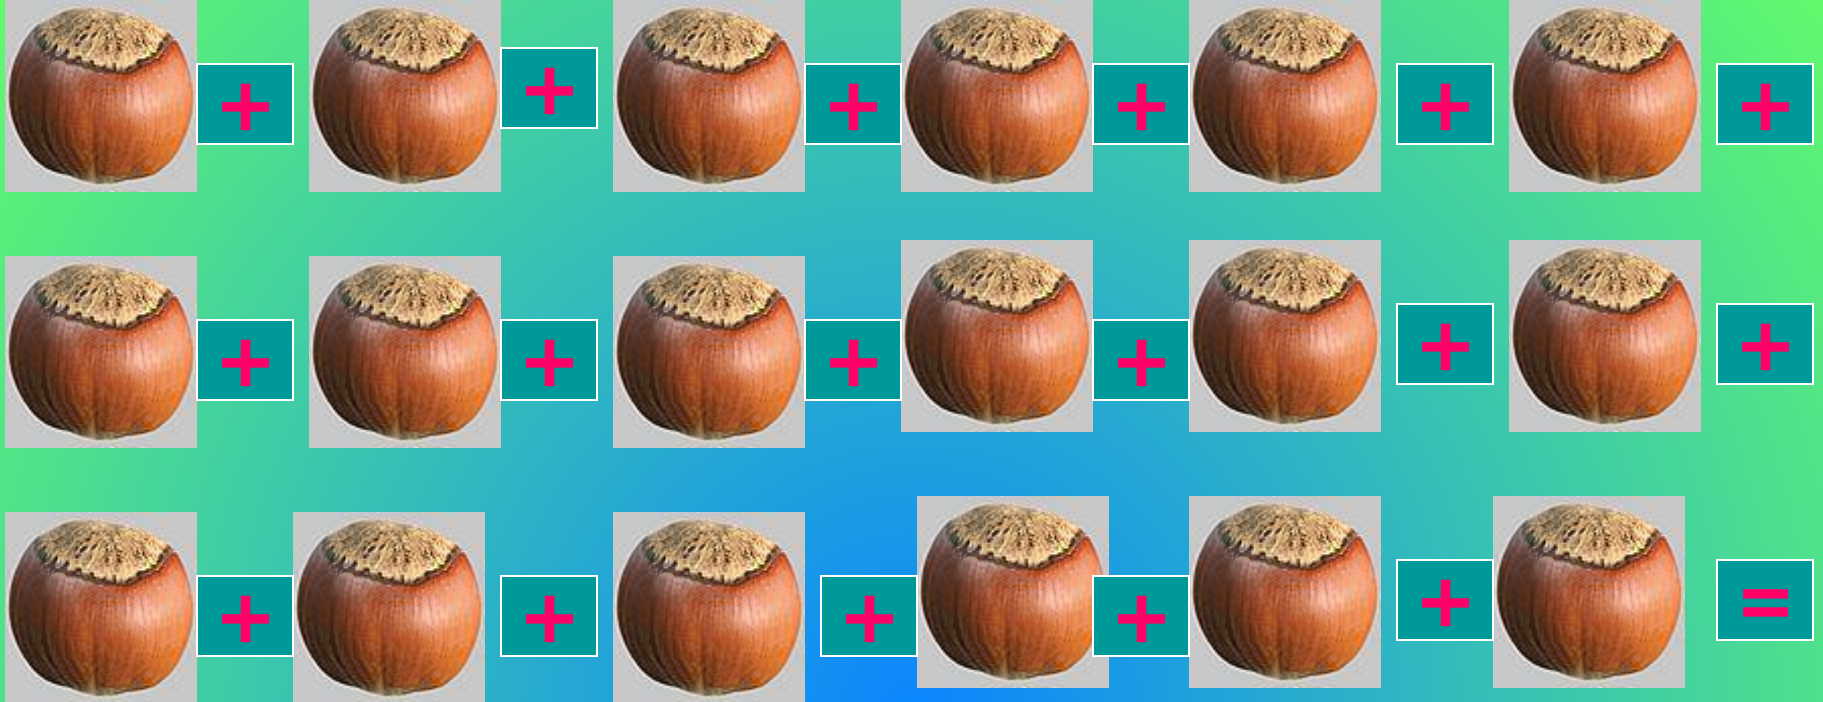 + + + + + +
+ + + + + +
+ + + + + =